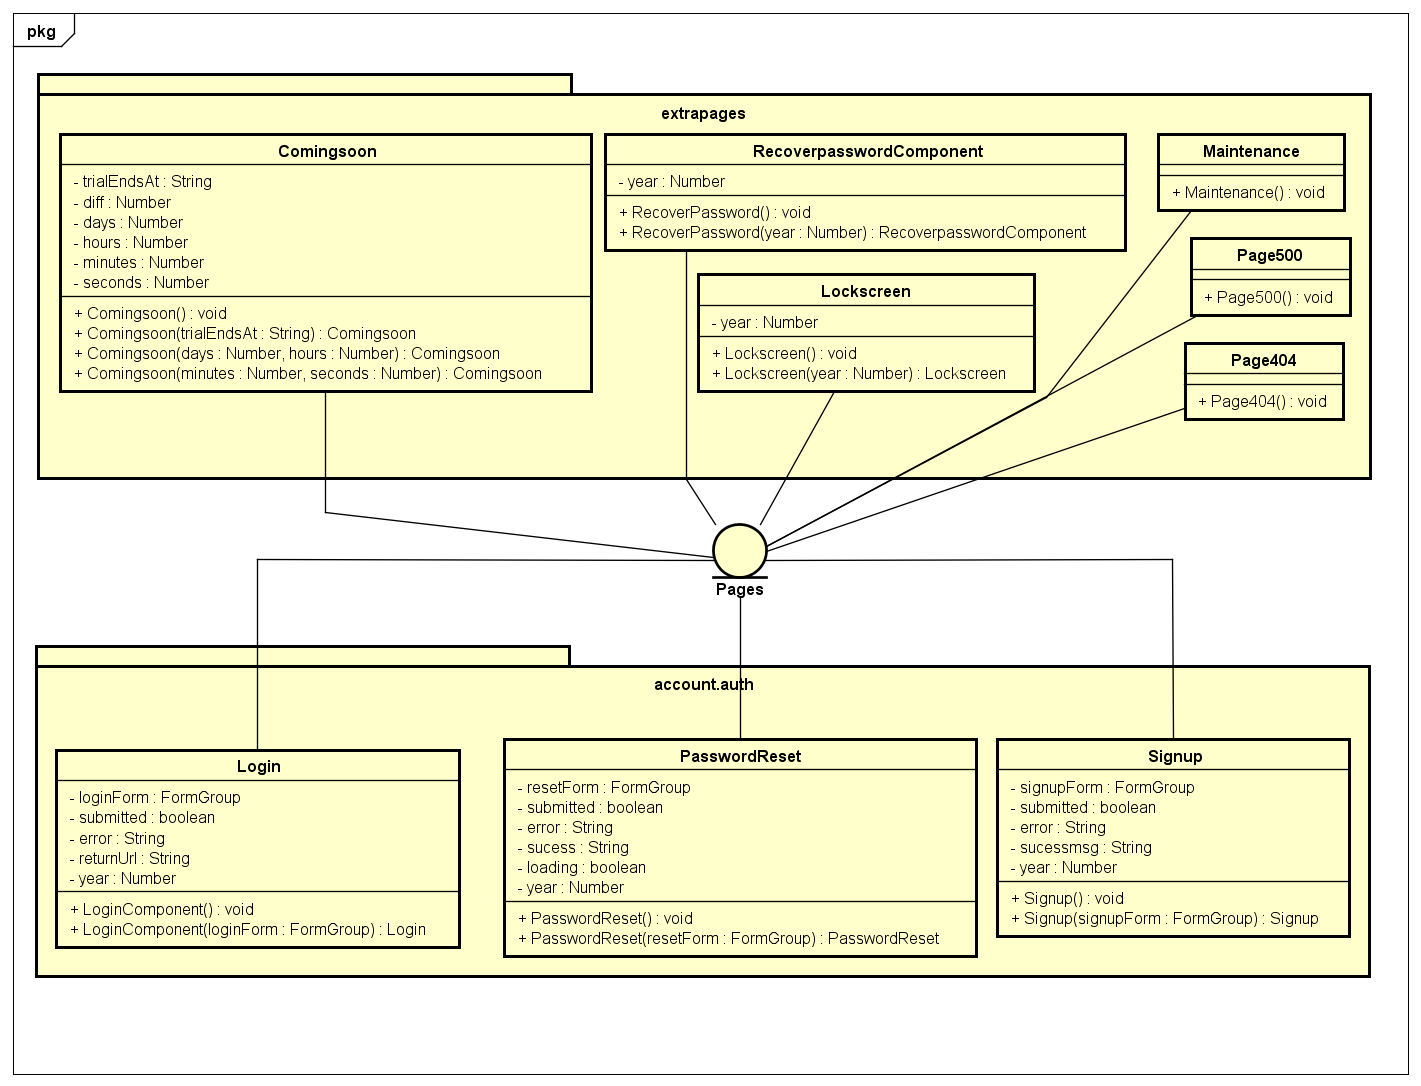 pkg
extrapages
Comingsoon
- trialEndsAt : String
- diff : Number
- days : Number
- hours : Number
- minutes : Number
- seconds : Number
+ Comingsoon() : void
+ Comingsoon(trialEndsAt : String) : Comingsoon
+ Comingsoon(days : Number, hours : Number) : Comingsoon
+ Comingsoon(minutes : Number, seconds : Number) : Comingsoon
RecoverpasswordComponent
- year : Number
+ RecoverPassword() : void
+ RecoverPassword(year : Number) : RecoverpasswordComponent
Lockscreen
- year : Number
+ Lockscreen() : void
+ Lockscreen(year : Number) : Lockscreen
Maintenance
+ Maintenance() : void
Page500
+ Page500() : void
Page404
+ Page404() : void
Pages
account.auth
Login
- loginForm : FormGroup
- submitted : boolean
- error : String
- returnUrl : String
- year : Number
+ LoginComponent() : void
+ LoginComponent(loginForm : FormGroup) : Login
PasswordReset
- resetForm : FormGroup
- submitted : boolean
- error : String
- sucess : String
- loading : boolean
- year : Number
+ PasswordReset() : void
+ PasswordReset(resetForm : FormGroup) : PasswordReset
Signup
- signupForm : FormGroup
- submitted : boolean
- error : String
- sucessmsg : String
- year : Number
+ Signup() : void
+ Signup(signupForm : FormGroup) : Signup